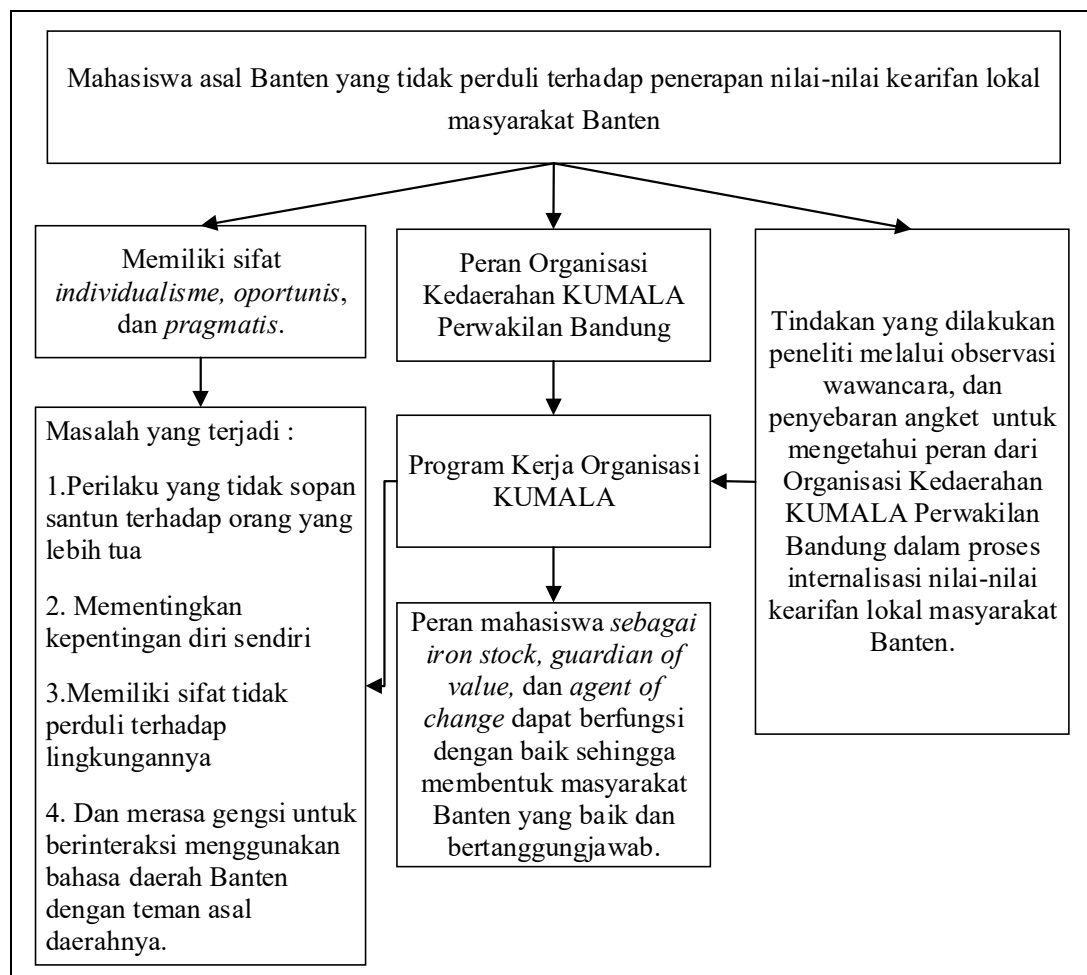 Mahasiswa asal Banten yang tidak perduli terhadap penerapan nilai-nilai kearifan lokal
masyarakat Banten
Memiliki sifat
individualisme, oportunis,
dan pragmatis.
Peran Organisasi
Kedaerahan KUMALA
Perwakilan Bandung
Tindakan yang dilakukan
peneliti melalui observasi
wawancara, dan
penyebaran angket untuk
mengetahui peran dari
Organisasi Kedaerahan
KUMALA Perwakilan
Bandung dalam proses
internalisasi nilai-nilai
kearifan lokal masyarakat
Banten.
Masalah yang terjadi :
1.Perilaku yang tidak sopan
santun terhadap orang yang
lebih tua
2. Mementingkan
kepentingan diri sendiri
3.Memiliki sifat tidak
perduli terhadap
lingkungannya
4. Dan merasa gengsi untuk
berinteraksi menggunakan
bahasa daerah Banten
dengan teman asal
daerahnya.
Program Kerja Organisasi
KUMALA
Peran mahasiswa sebagai
iron stock, guardian of
value, dan agent of
change dapat berfungsi
dengan baik sehingga
membentuk masyarakat
Banten yang baik dan
bertanggungjawab.